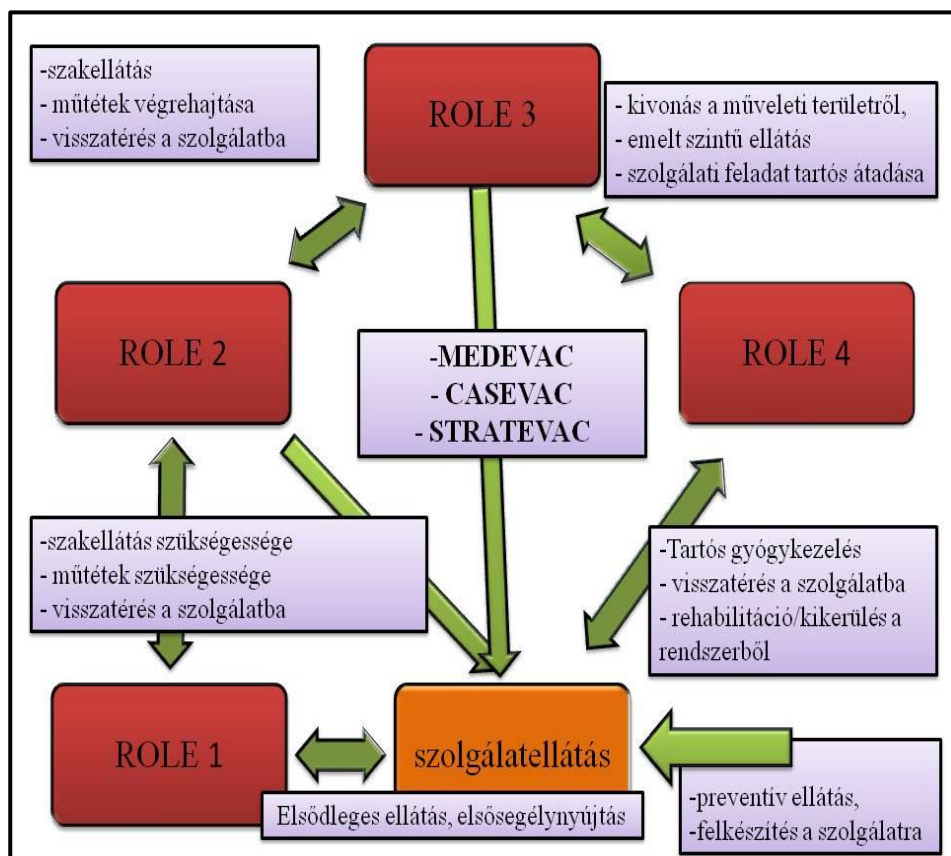 -szakellátás
- műtétek végrehajtása
- visszatérés a szolgálatba
ROLE 3
- kivonás a műveleti területről,
- emelt szintű ellátás
- szolgálati feladat tartós átadása
ROLE 2
-MEDEVAC
- CASEVAC
- STRATEVAC
ROLE 4
-szakellátás szükségessége
- műtétek szükségessége
- visszatérés a szolgálatba
-Tartós gyógykezelés
- visszatérés a szolgálatba
- rehabilitáció/kikerülés a
rendszerből
ROLE 1
szolgálatellátás
Elsődleges ellátás, elsősegélynyújtás
-preventív ellátás,
-felkészítés a szolgálatra